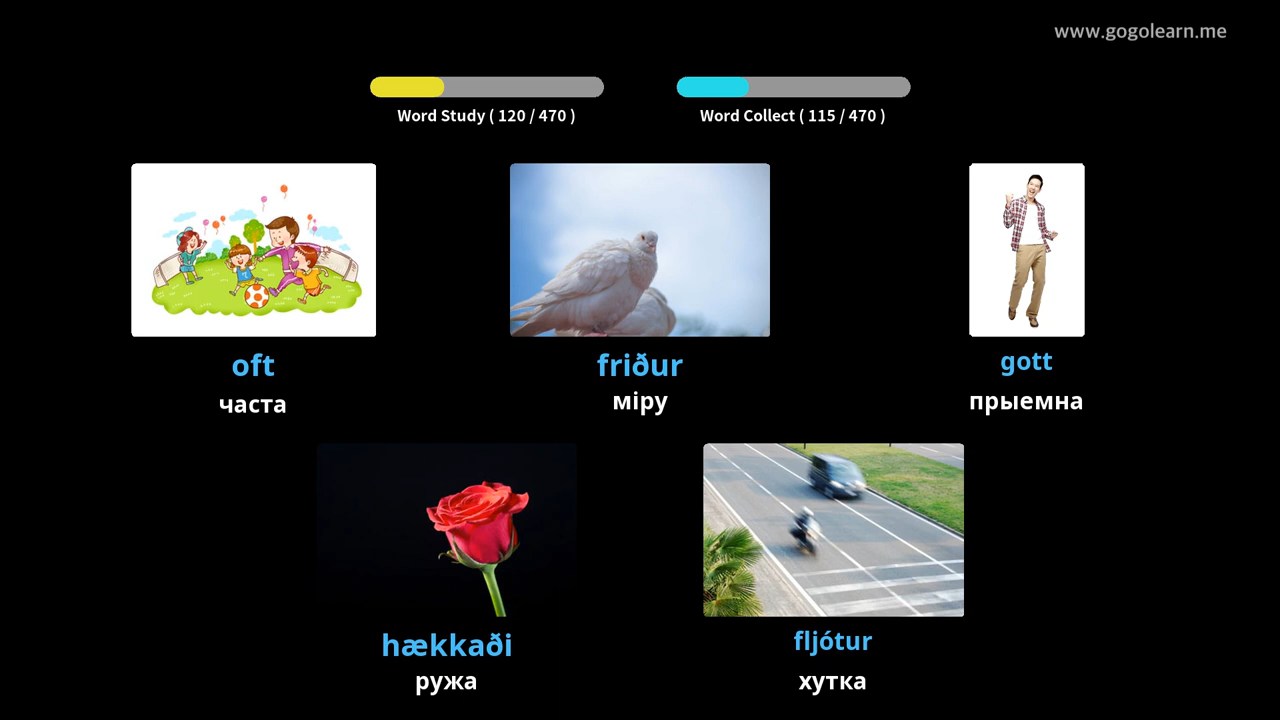 www.gogolearn.me
Word Study ( 120 / 470 )
Word Collect ( 115 / 470 )
oft
часта
friður
міру
gott
прыемна
hækkaði
ружа
fljótur
хутка